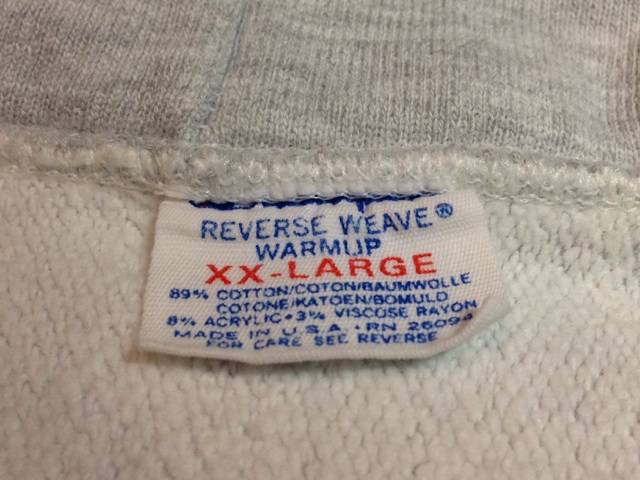 REVERSE WEAVE®
WARMUP
XX-LARGE
89% COTTON/COTON/BAUMWOLLE
COTONE/KATOEN/BOMULD
8% ACRYLIC•3% VISCOSE RAYON
MADE IN U.S.A. • RN 26094
FOR CARE SEE REVERSE